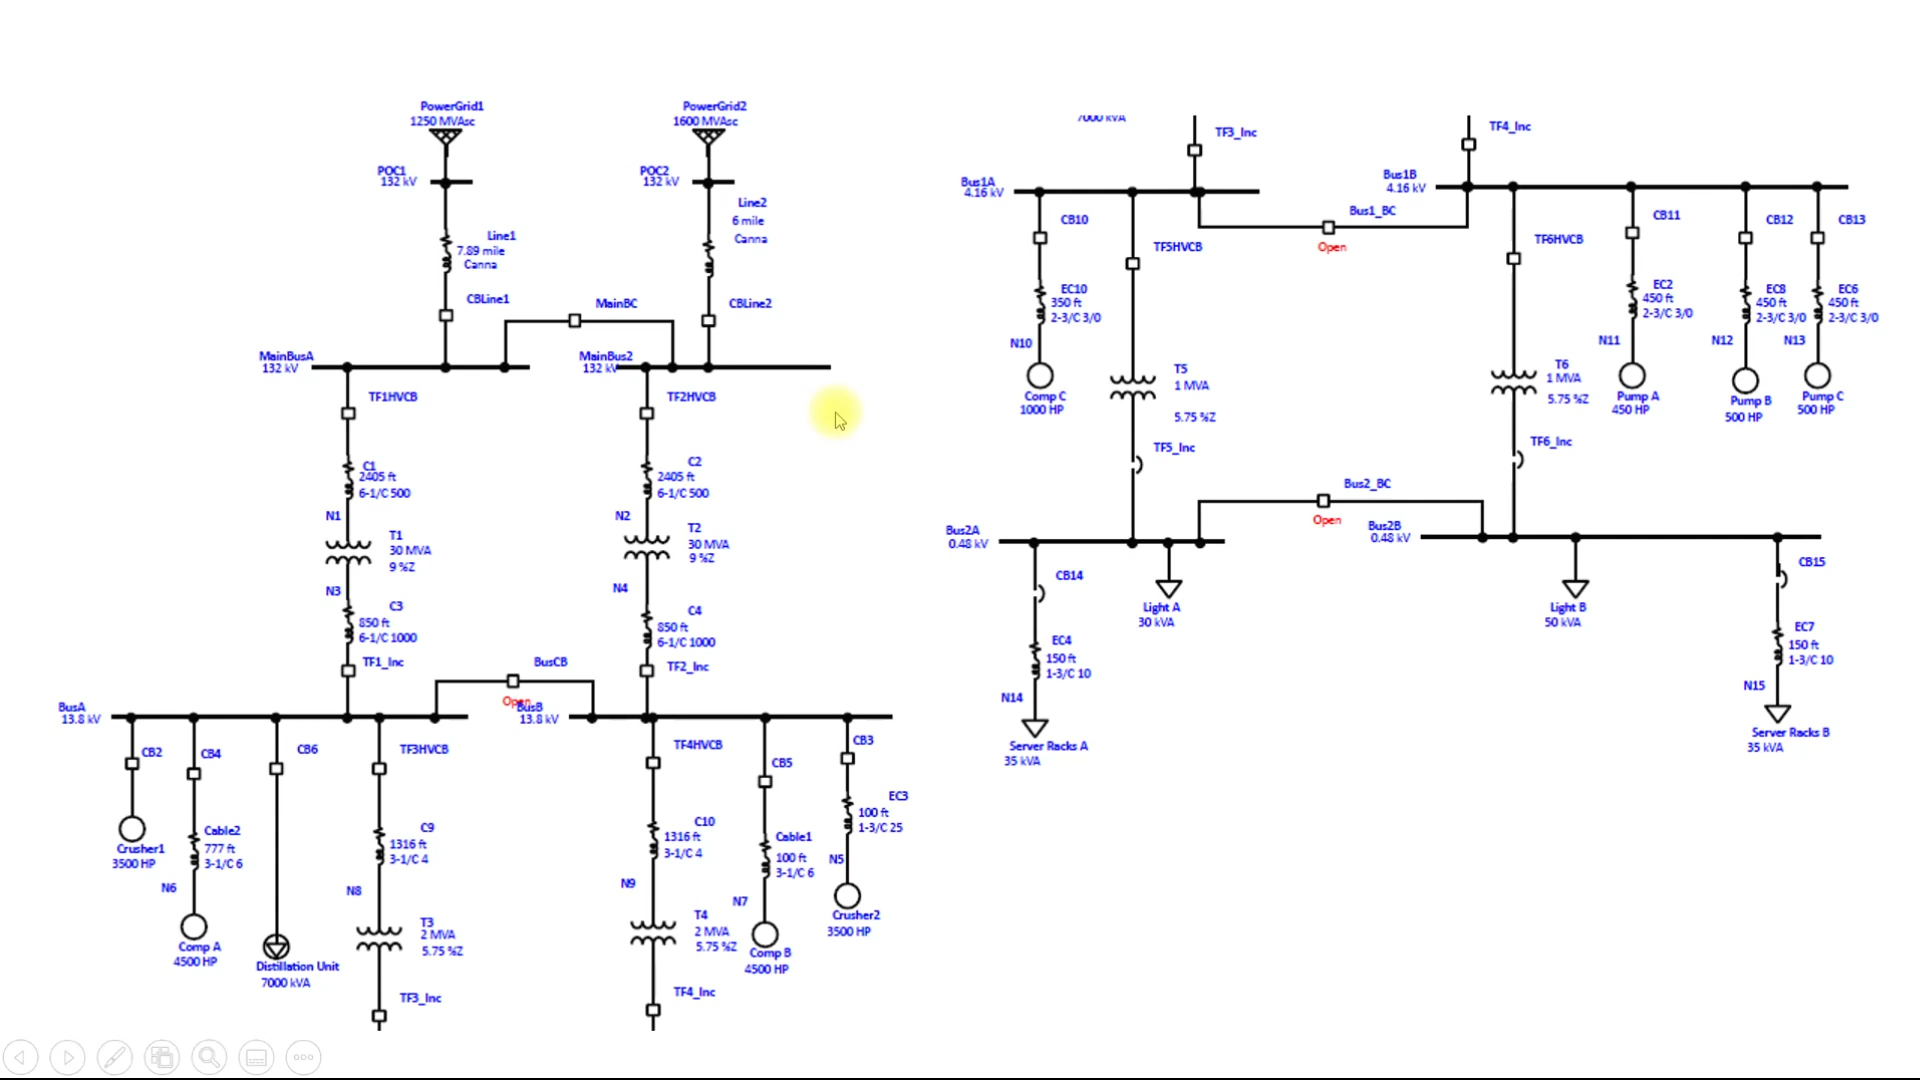 PowerGrid1
1250 MVAsc
POC1
132 kV
Line1
7.89 mile
Canna
CBLine1
PowerGrid2
1600 MVAsc
POC2
132 kV
Line2
6 mile
Canna
CBLine2
MainBC
MainBusA
132 kV
MainBus2
132 kV
TF1HVCB
C1
2405 ft
6-1/C 500
N1
T1
30 MVA
9 %Z
N3
C3
850 ft
6-1/C 1000
TF1_Inc
TF2HVCB
C2
2405 ft
6-1/C 500
N2
T2
30 MVA
9 %Z
N4
C4
850 ft
6-1/C 1000
TF2_Inc
BusCB
Open
BusA
13.8 kV
BusB
13.8 kV
CB2
Crusher1
3500 HP
CB4
Cable2
777 ft
3-1/C 6
N6
Comp A
4500 HP
CB6
Distillation Unit
7000 kVA
TF3HVCB
C9
1316 ft
3-1/C 4
N8
T3
2 MVA
5.75 %Z
TF3_Inc
TF4HVCB
C10
1316 ft
3-1/C 4
N9
T4
2 MVA
5.75 %Z
TF4_Inc
CB5
Cable1
100 ft
3-1/C 6
N7
Comp B
4500 HP
CB3
EC3
100 ft
1-3/C 25
N5
Crusher2
3500 HP
7000 kVA
TF3_Inc
TF4_Inc
Bus1A
4.16 kV
Bus1B
4.16 kV
Bus1_BC
Open
CB10
EC10
350 ft
2-3/C 3/0
N10
Comp C
1000 HP
TF5HVCB
T5
1 MVA
5.75 %Z
TF5_Inc
TF6HVCB
T6
1 MVA
5.75 %Z
TF6_Inc
CB11
EC2
450 ft
2-3/C 3/0
N11
Pump A
450 HP
CB12
EC8
450 ft
2-3/C 3/0
N12
Pump B
500 HP
CB13
EC6
450 ft
2-3/C 3/0
N13
Pump C
500 HP
Bus2_BC
Open
Bus2A
0.48 kV
Bus2B
0.48 kV
CB14
EC4
150 ft
1-3/C 10
N14
Server Racks A
35 kVA
Light A
30 kVA
Light B
50 kVA
CB15
EC7
150 ft
1-3/C 10
N15
Server Racks B
35 kVA